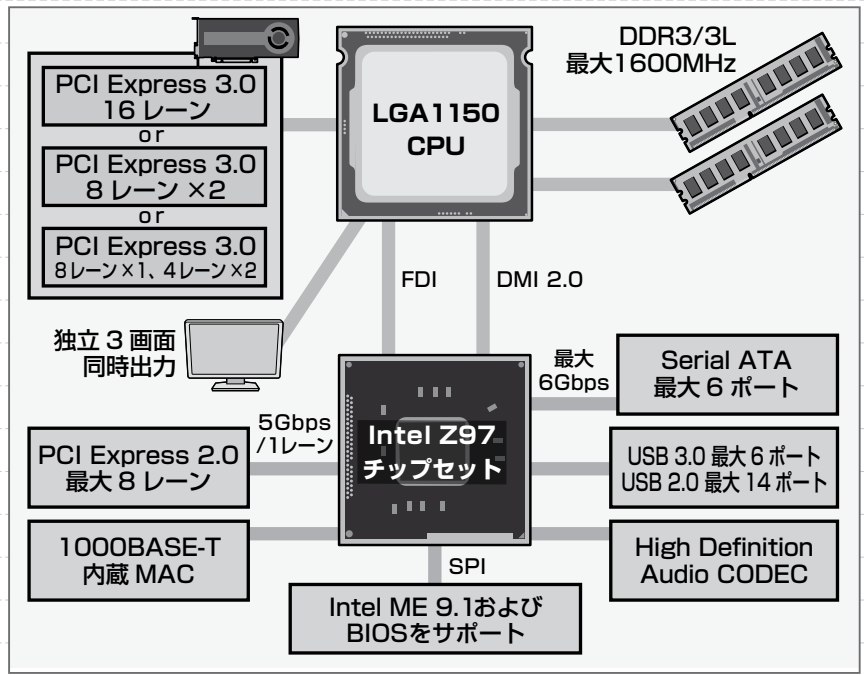 PCI Express 3.0
16 レーン
or
PCI Express 3.0
8 レーン ×2
or
PCI Express 3.0
8レーン×1、4レーン×2
LGA1150
CPU
DDR3/3L
最大1600MHz
FDI
DMI 2.0
独立 3 画面
同時出力
5Gbps
/1レーン
PCI Express 2.0
最大 8 レーン
1000BASE-T
内蔵 MAC
Intel Z97
チップセット
最大
6Gbps
Serial ATA
最大 6 ポート
USB 3.0 最大 6 ポート
USB 2.0 最大 14 ポート
High Definition
Audio CODEC
SPI
Intel ME 9.1および
BIOSをサポート